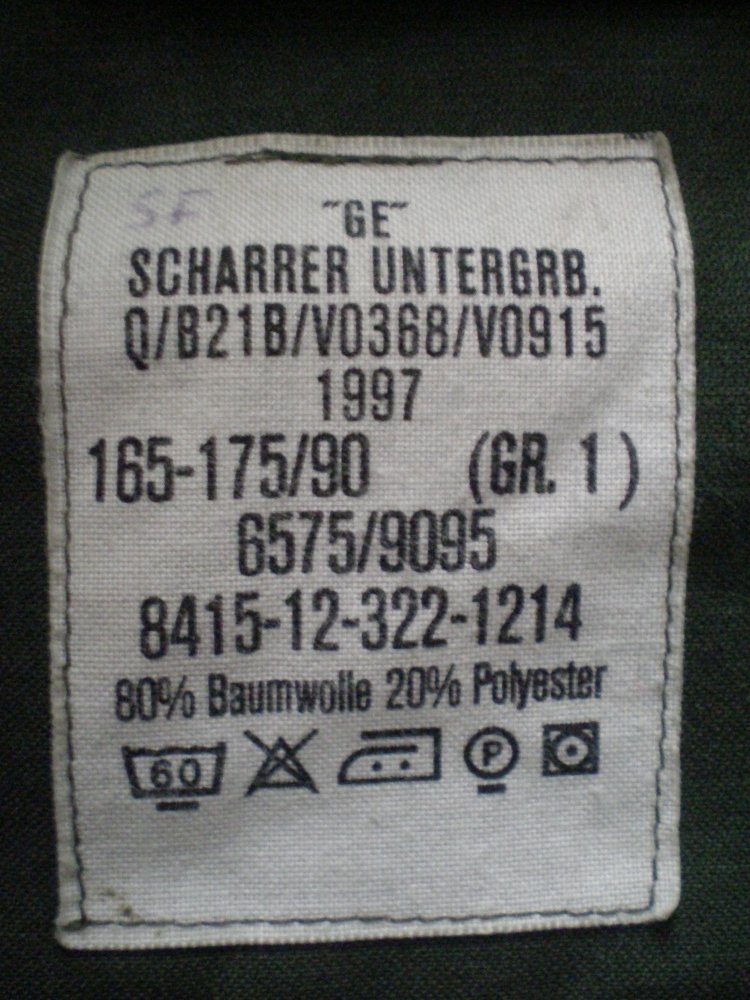 SF
"GE"
SCHARRER UNTERGRB.
Q/B21B/V0368/V0915
1997
165-175/90 (GR. 1 )
6575/9095
8415-12-322-1214
80% Baumwolle 20% Polyester
60 P